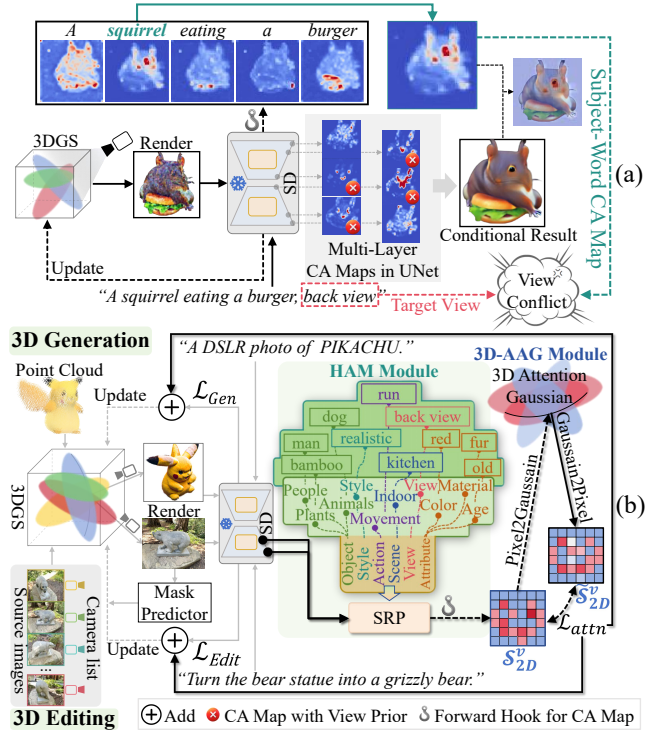 A squirrel eating a burger
3DGS
Render
SD
Multi-Layer
CA Maps in UNet
Conditional Result
Subject-Word CA Map
(a)
Update
"A squirrel eating a burger, back view"
Target View
View
Conflict
3D Generation
"A DSLR photo of PIKACHU."
Point Cloud
Update
ℒ_Gen
HAM Module
3D-AAG Module
3D Attention
Gaussian
run
dog
back view
man
realistic
red
fur
bamboo
kitchen
old
People
Style
Indoor
View
Material
Plants
Animals
Movement
Color
Age
Object
Style
Action
Scene
View
Attribute
SRP
3DGS
Render
SD
Pixel2Gaussian
Gaussian2Pixel
(b)
Mask
Predictor
S̃^v_2D
S^v_2D
ℒ_attn
Source images
Camera list
...
Update
ℒ_Edit
"Turn the bear statue into a grizzly bear."
3D Editing
Add
CA Map with View Prior
Forward Hook for CA Map